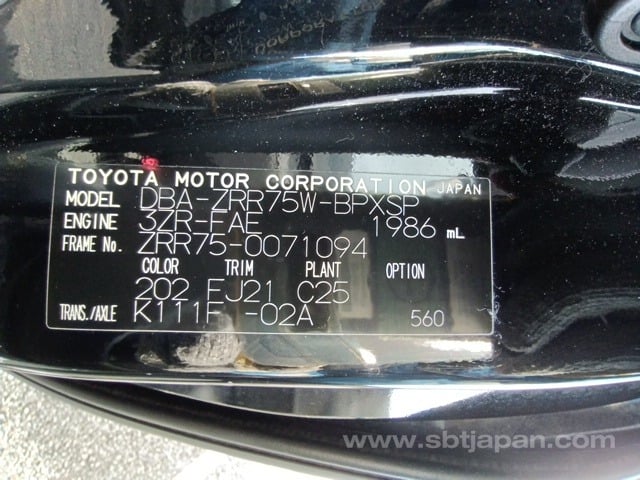 TOYOTA MOTOR CORPORATION JAPAN
MODEL DBA-ZRR75W-BPXSP
ENGINE 3ZR-FAE 1986 mL
FRAME No. ZRR75-0071094
COLOR TRIM PLANT OPTION
202 FJ21 C25
TRANS./AXLE K111F -02A 560
www.sbtjapan.com